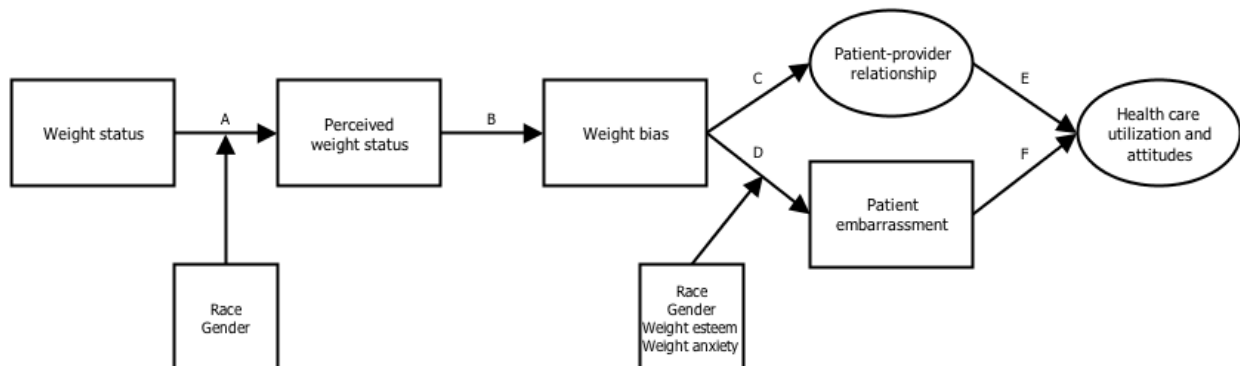 Weight status
A
Perceived
weight status
B
Weight bias
C
Patient-provider
relationship
E
Health care
utilization and
attitudes
D
F
Patient
embarrassment
Race
Gender
Race
Gender
Weight esteem
Weight anxiety